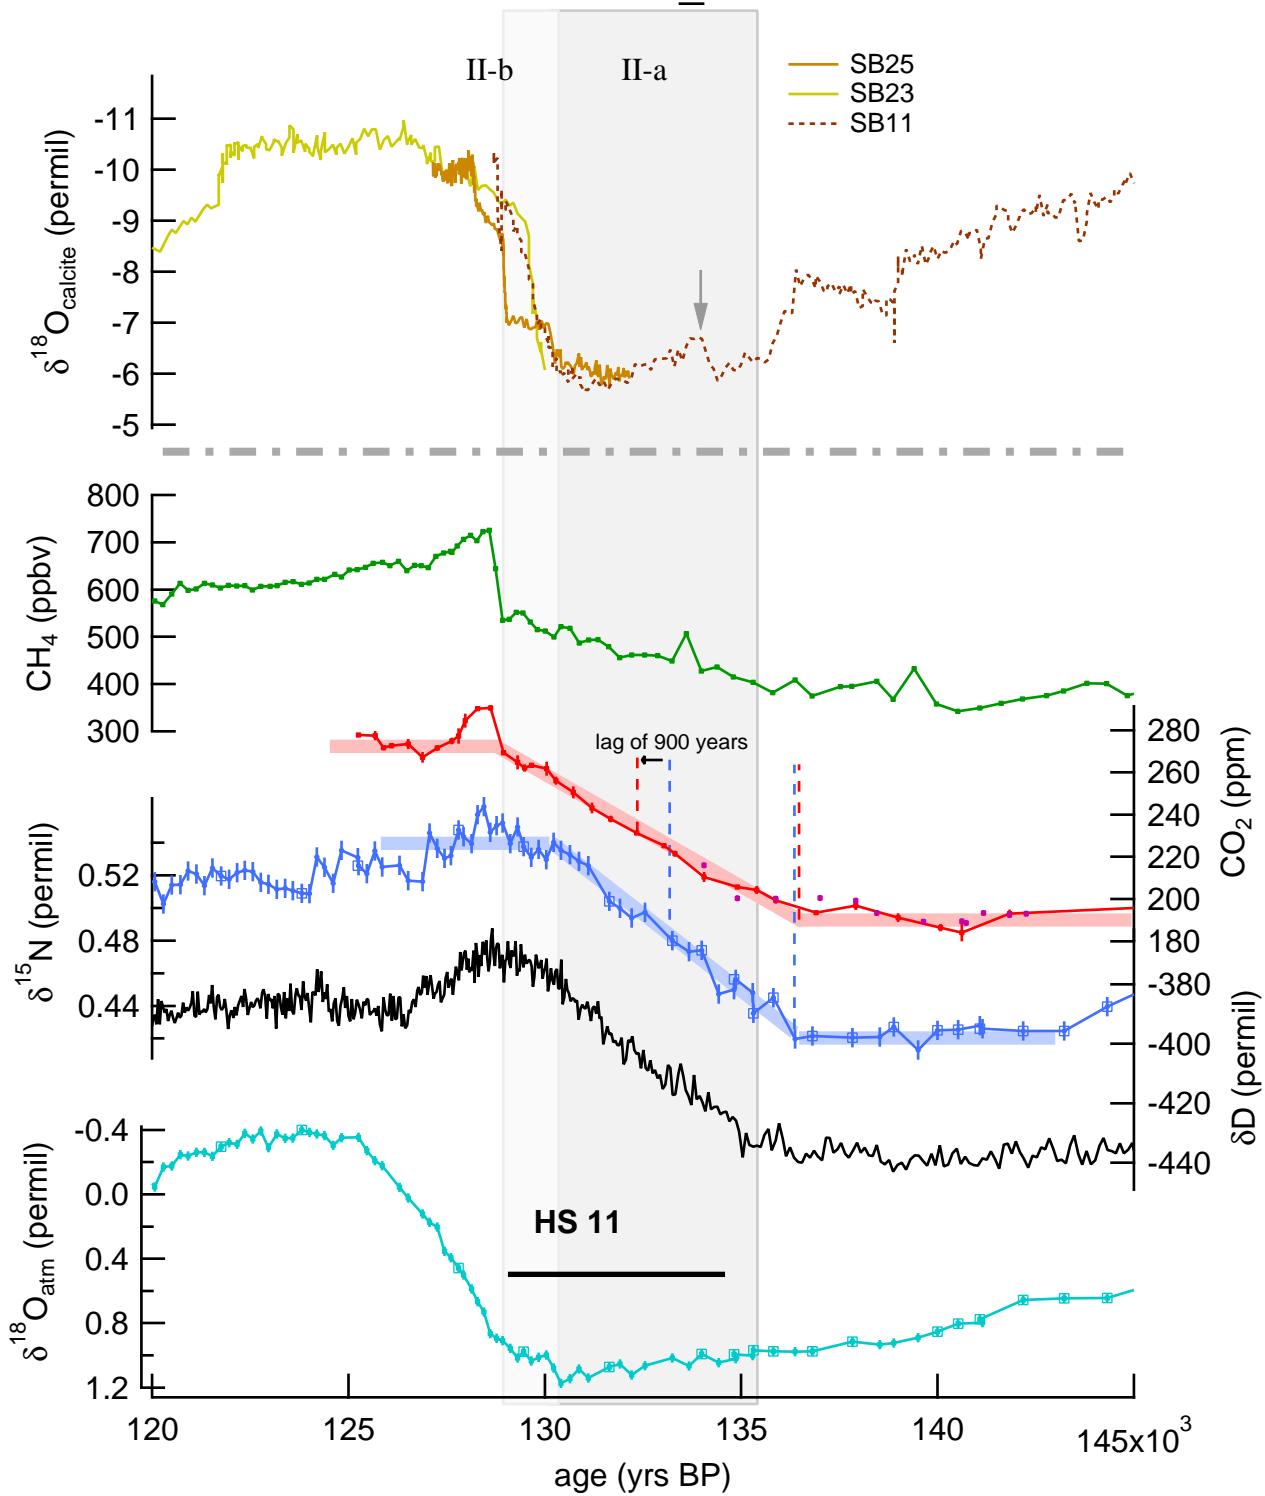 II-b
II-a
SB25
SB23
SB11
-11
-10
-9
-8
-7
-6
-5
δ18Ocalcite (permil)
800
700
600
500
400
300
CH4 (ppbv)
lag of 900 years
280
260
240
220
200
180
CO2 (ppm)
0.52
0.48
0.44
δ15N (permil)
-380
-400
-420
-440
δD (permil)
-0.4
0.0
0.4
0.8
1.2
δ18Oatm (permil)
HS 11
120
125
130
135
140
145x103
age (yrs BP)